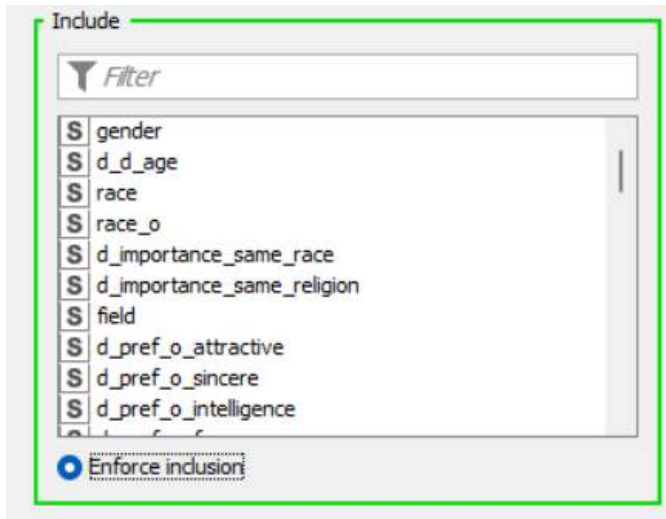 Include
Filter
S gender
S d_d_age
S race
S race_o
S d_importance_same_race
S d_importance_same_religion
S field
S d_pref_o_attractive
S d_pref_o_sincere
S d_pref_o_intelligence
Enforce inclusion